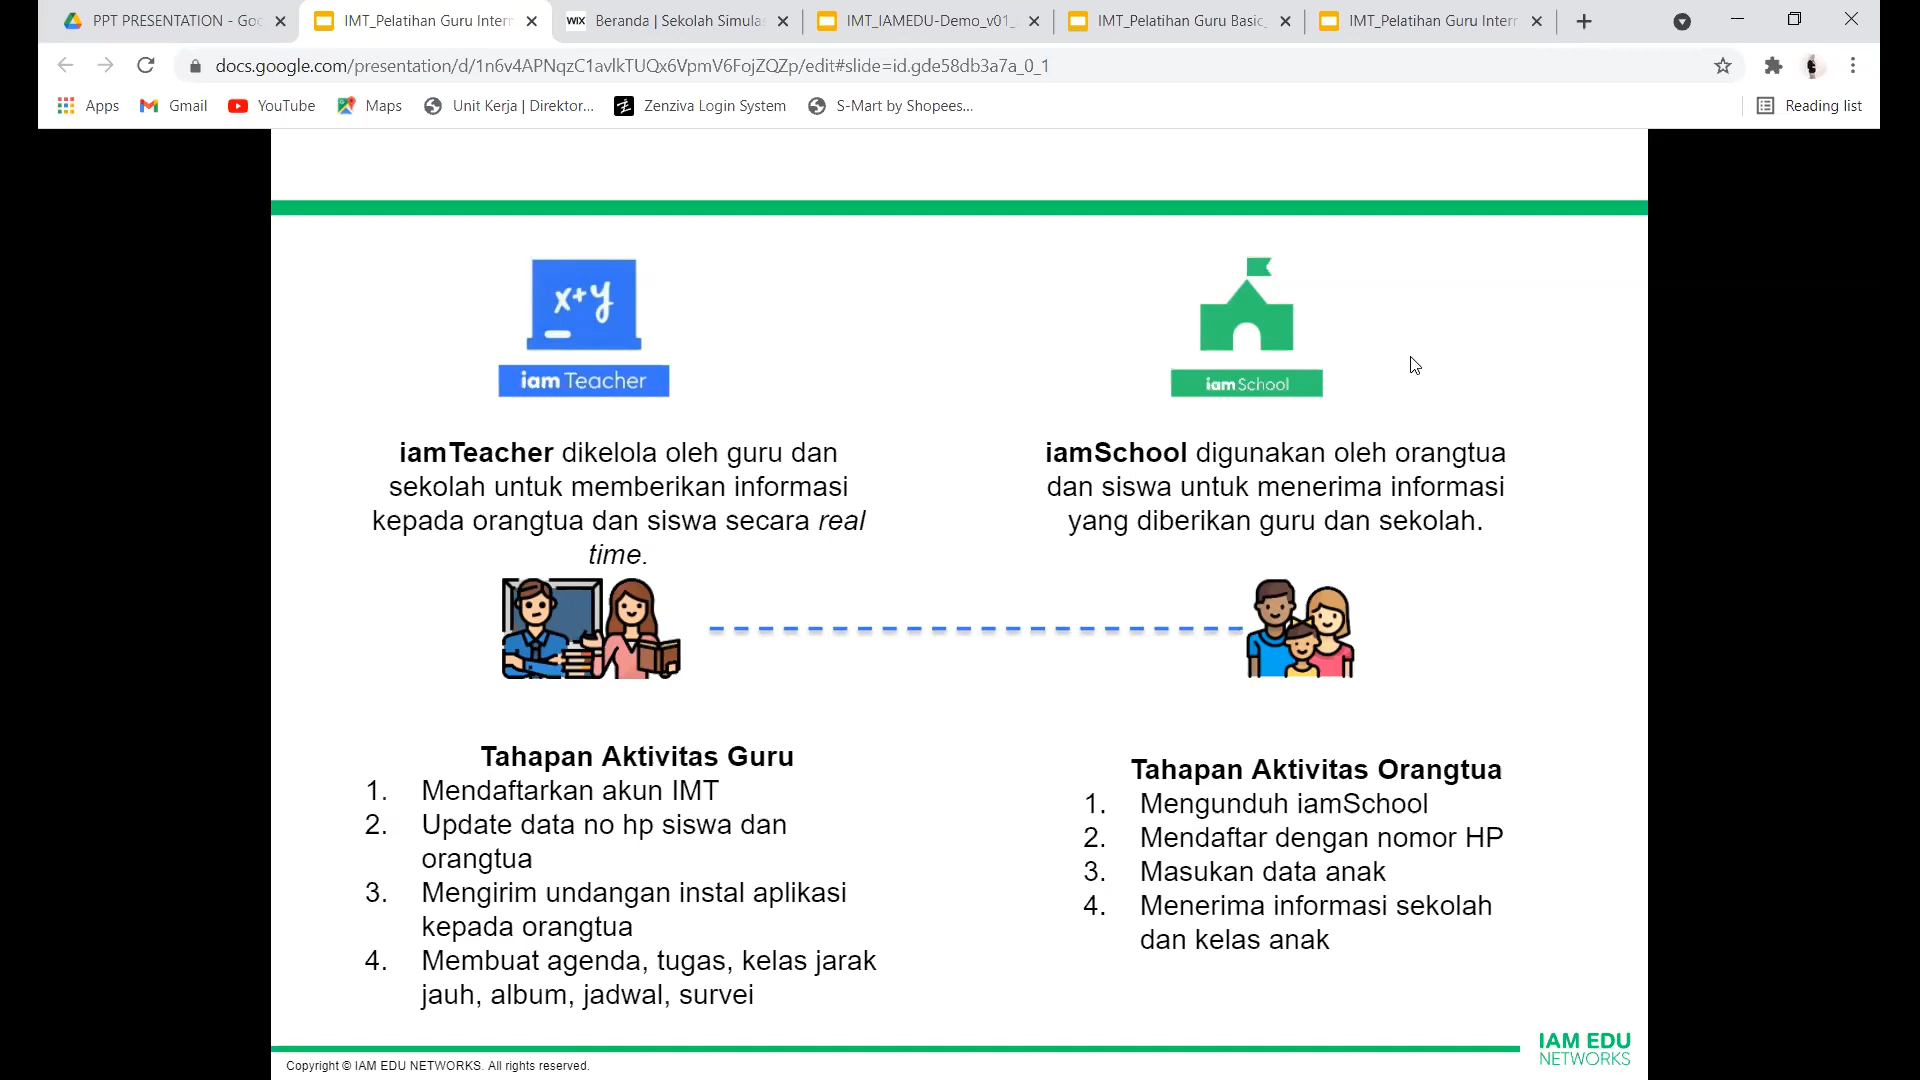 PPT PRESENTATION - Goo
IMT_Pelatihan Guru Intern
WIX Beranda | Sekolah Simulas
IMT_IAMEDU-Demo_v01_
IMT_Pelatihan Guru Basic_
IMT_Pelatihan Guru Intern
docs.google.com/presentation/d/1n6v4APNqzC1avlkTUQx6VpmV6FojZQZp/edit#slide=id.gde58db3a7a_0_1
Apps Gmail YouTube Maps Unit Kerja | Direktor... Zenziva Login System S-Mart by Shopees... Reading list
x+y
iam Teacher
iam School
iamTeacher dikelola oleh guru dan
sekolah untuk memberikan informasi
kepada orangtua dan siswa secara real
time.
iamSchool digunakan oleh orangtua
dan siswa untuk menerima informasi
yang diberikan guru dan sekolah.
Tahapan Aktivitas Guru
1. Mendaftarkan akun IMT
2. Update data no hp siswa dan
orangtua
3. Mengirim undangan instal aplikasi
kepada orangtua
4. Membuat agenda, tugas, kelas jarak
jauh, album, jadwal, survei
Tahapan Aktivitas Orangtua
1. Mengunduh iamSchool
2. Mendaftar dengan nomor HP
3. Masukan data anak
4. Menerima informasi sekolah
dan kelas anak
Copyright © IAM EDU NETWORKS. All rights reserved.
IAM EDU
NETWORKS